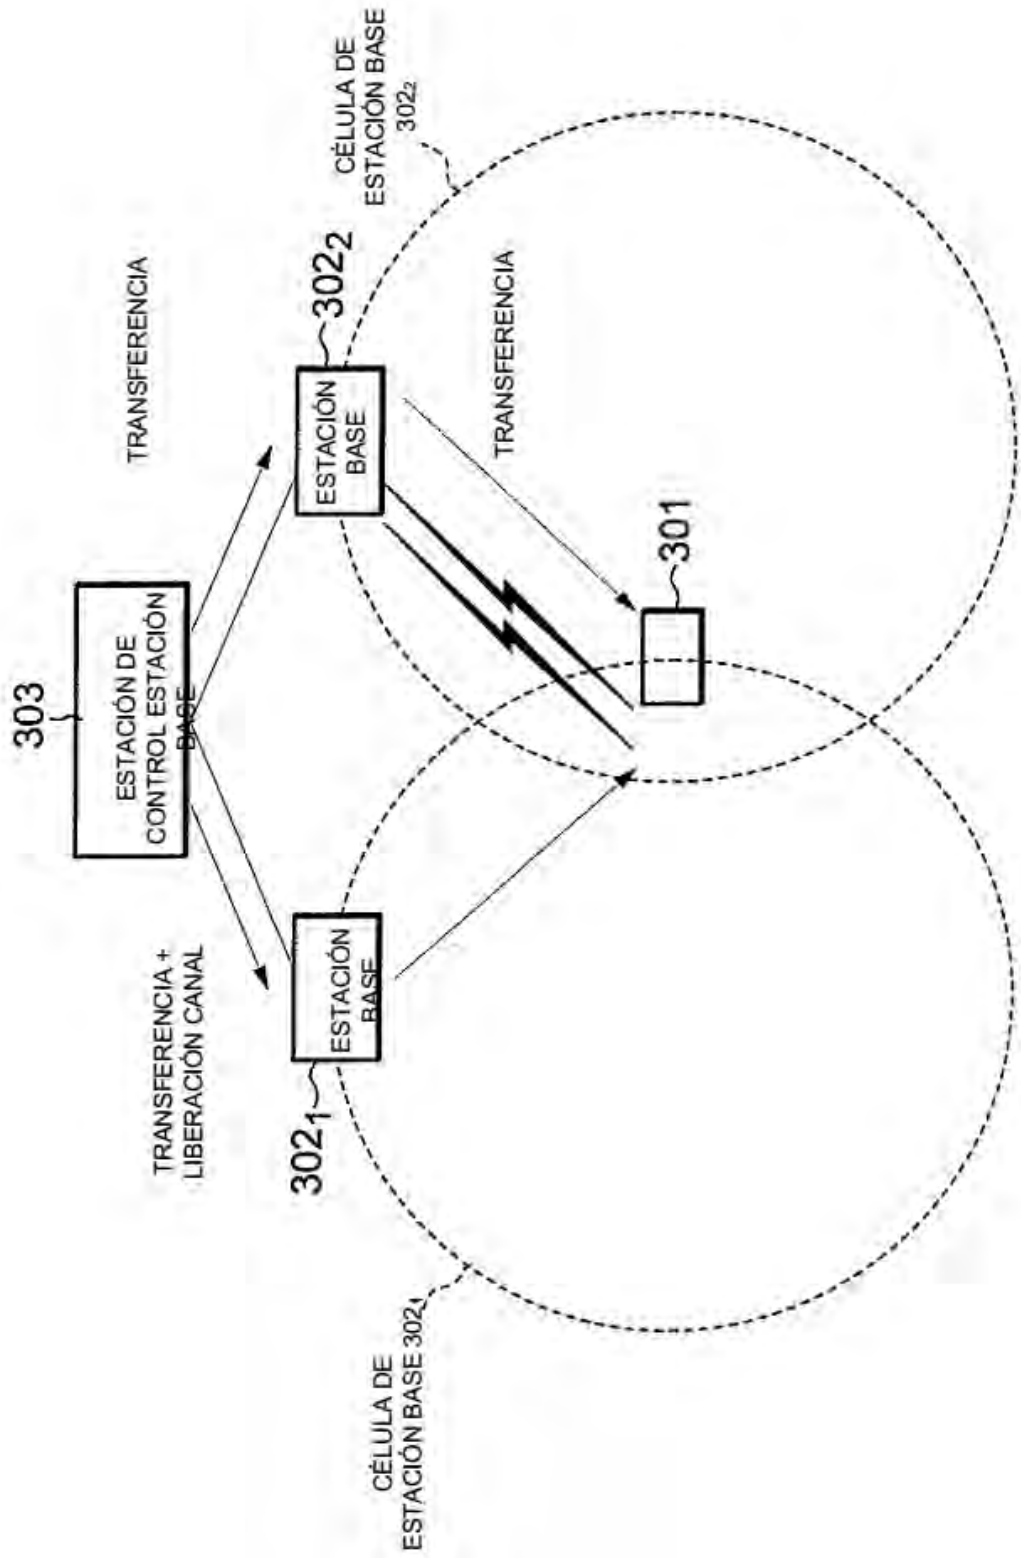 303
ESTACIÓN DE
CONTROL ESTACIÓN
BASE
TRANSFERENCIA +
LIBERACIÓN CANAL
TRANSFERENCIA
302₁
ESTACIÓN
BASE
ESTACIÓN
BASE
302₂
CÉLULA DE
ESTACIÓN BASE
302₂
TRANSFERENCIA
301
CÉLULA DE
ESTACIÓN BASE 302₁